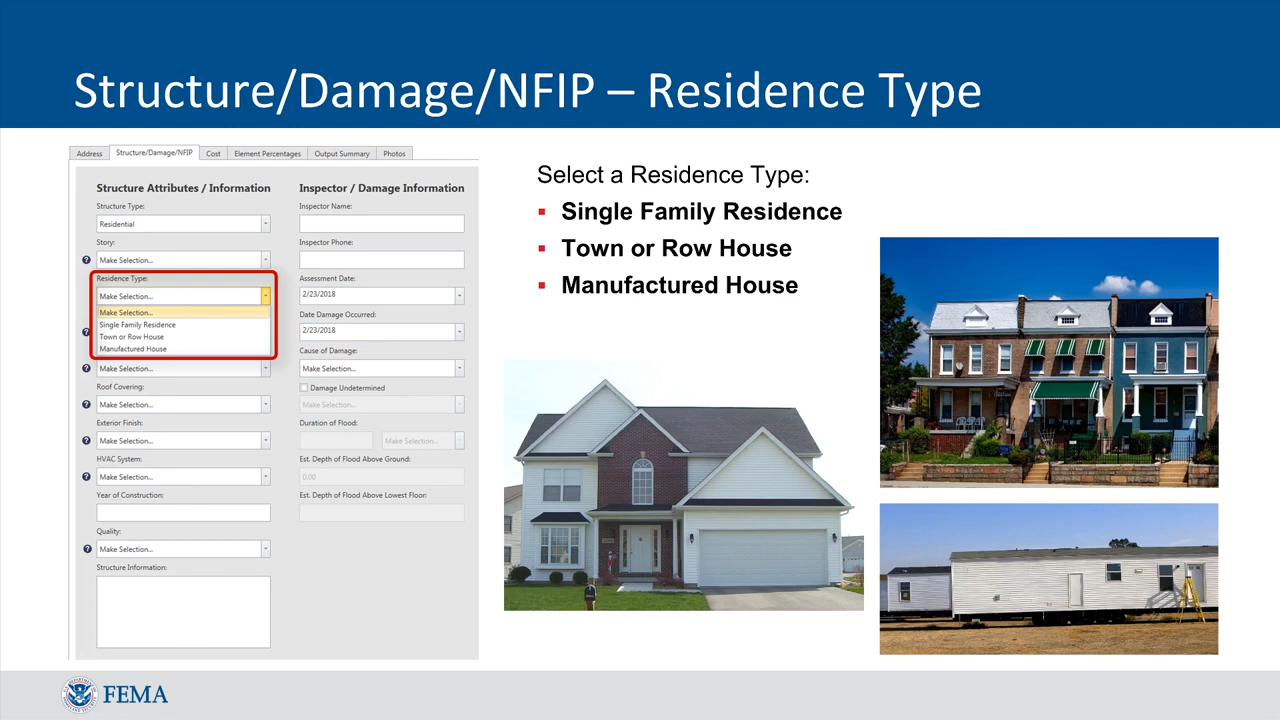 Structure/Damage/NFIP – Residence Type
Address
Structure/Damage/NFIP
Cost
Element Percentages
Output Summary
Photos
Structure Attributes / Information
Structure Type:
Residential
Story:
Make Selection...
Residence Type:
Make Selection...
Make Selection...
Single Family Residence
Town or Row House
Manufactured House
Make Selection...
Roof Covering:
Make Selection...
Exterior Finish:
Make Selection...
HVAC System:
Make Selection...
Year of Construction:
Quality:
Make Selection...
Structure Information:
Inspector / Damage Information
Inspector Name:
Inspector Phone:
Assessment Date:
2/23/2018
Date Damage Occurred:
2/23/2018
Cause of Damage:
Make Selection...
Damage Undetermined
Make Selection...
Duration of Flood:
Make Selection...
Est. Depth of Flood Above Ground:
0.00
Est. Depth of Flood Above Lowest Floor:
Select a Residence Type:
▪ Single Family Residence
▪ Town or Row House
▪ Manufactured House
FEMA